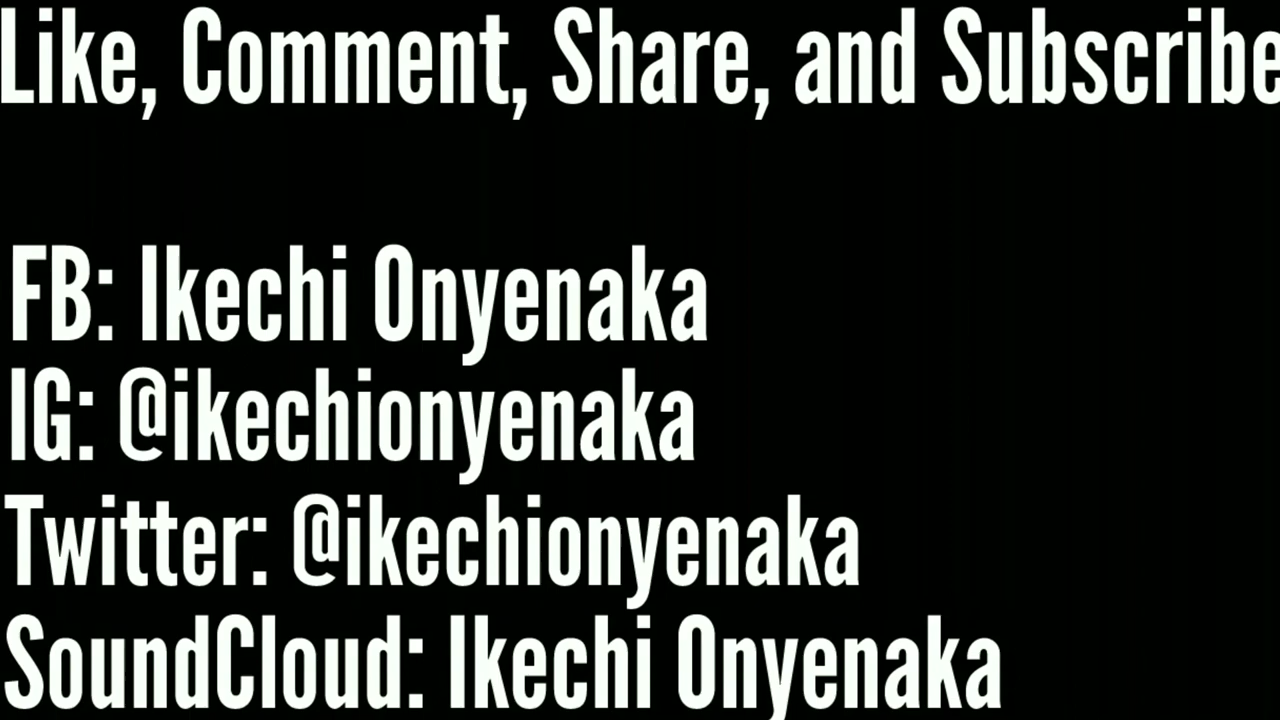 Like, Comment, Share, and Subscribe
FB: Ikechi Onyenaka
IG: @ikechionyenaka
Twitter: @ikechionyenaka
SoundCloud: Ikechi Onyenaka